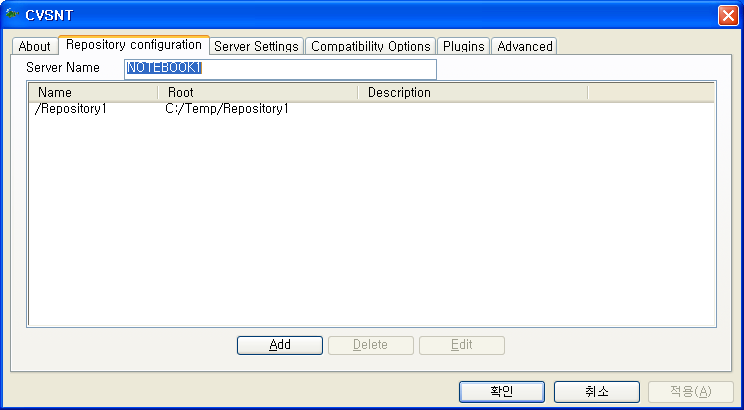 CVSNT
About Repository configuration Server Settings Compatibility Options Plugins Advanced
Server Name NOTEBOOK1
Name Root Description
/Repository1 C:/Temp/Repository1
Add Delete Edit
확인 취소 적용(A)